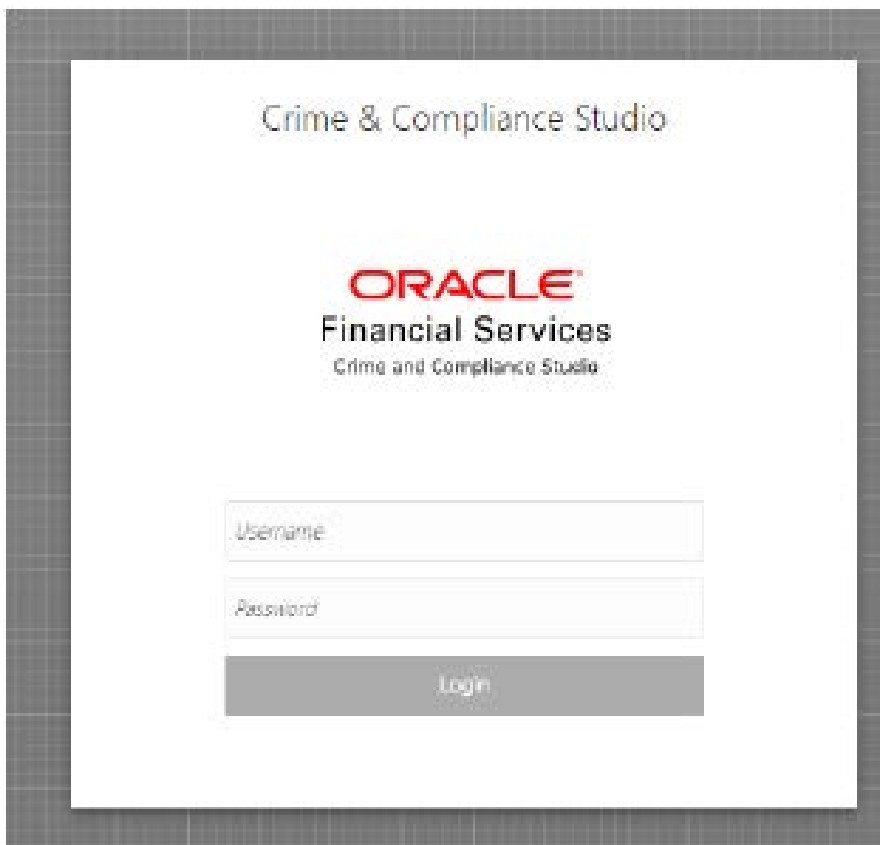 Crime & Compliance Studio
ORACLE
Financial Services
Crime and Compliance Studio
Username
Password
Login